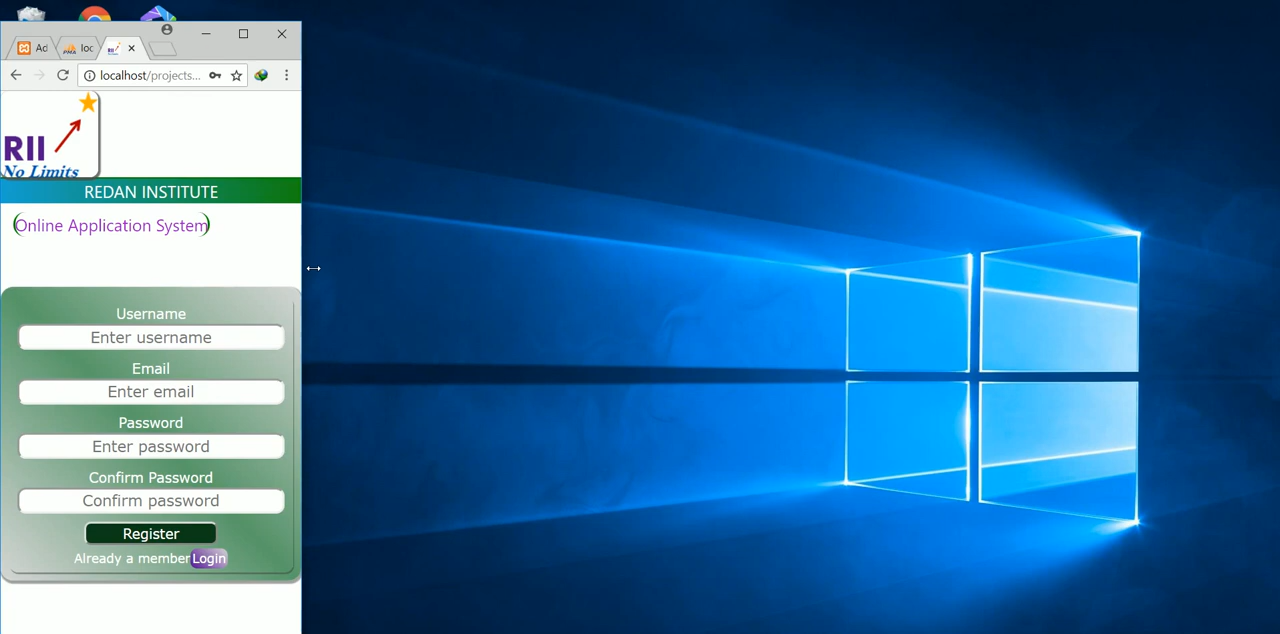 Ad
loc
localhost/projects...
RII
No Limits
REDAN INSTITUTE
Online Application System
Username
Enter username
Email
Enter email
Password
Enter password
Confirm Password
Confirm password
Register
Already a member Login